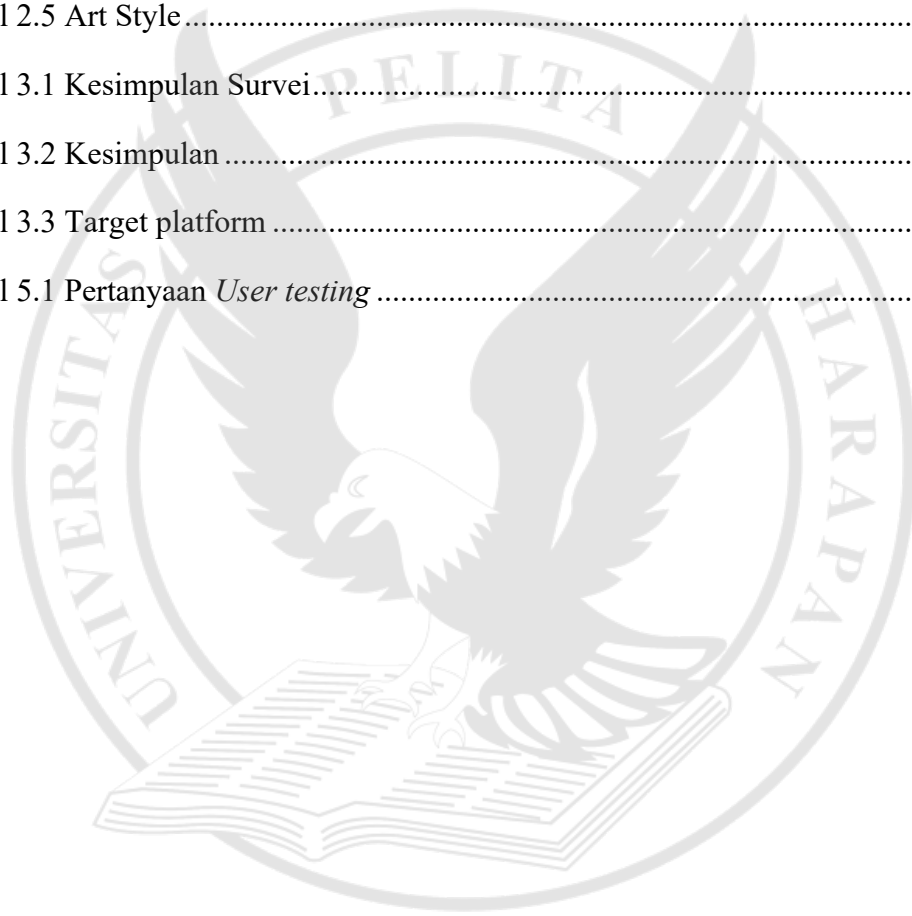 l 2.5 Art Style ..........................................................................................
l 3.1 Kesimpulan Survei ...........................................................................
l 3.2 Kesimpulan ......................................................................................
l 3.3 Target platform ................................................................................
l 5.1 Pertanyaan User testing ...................................................................
UNIVERSITAS PELITA HARAPAN